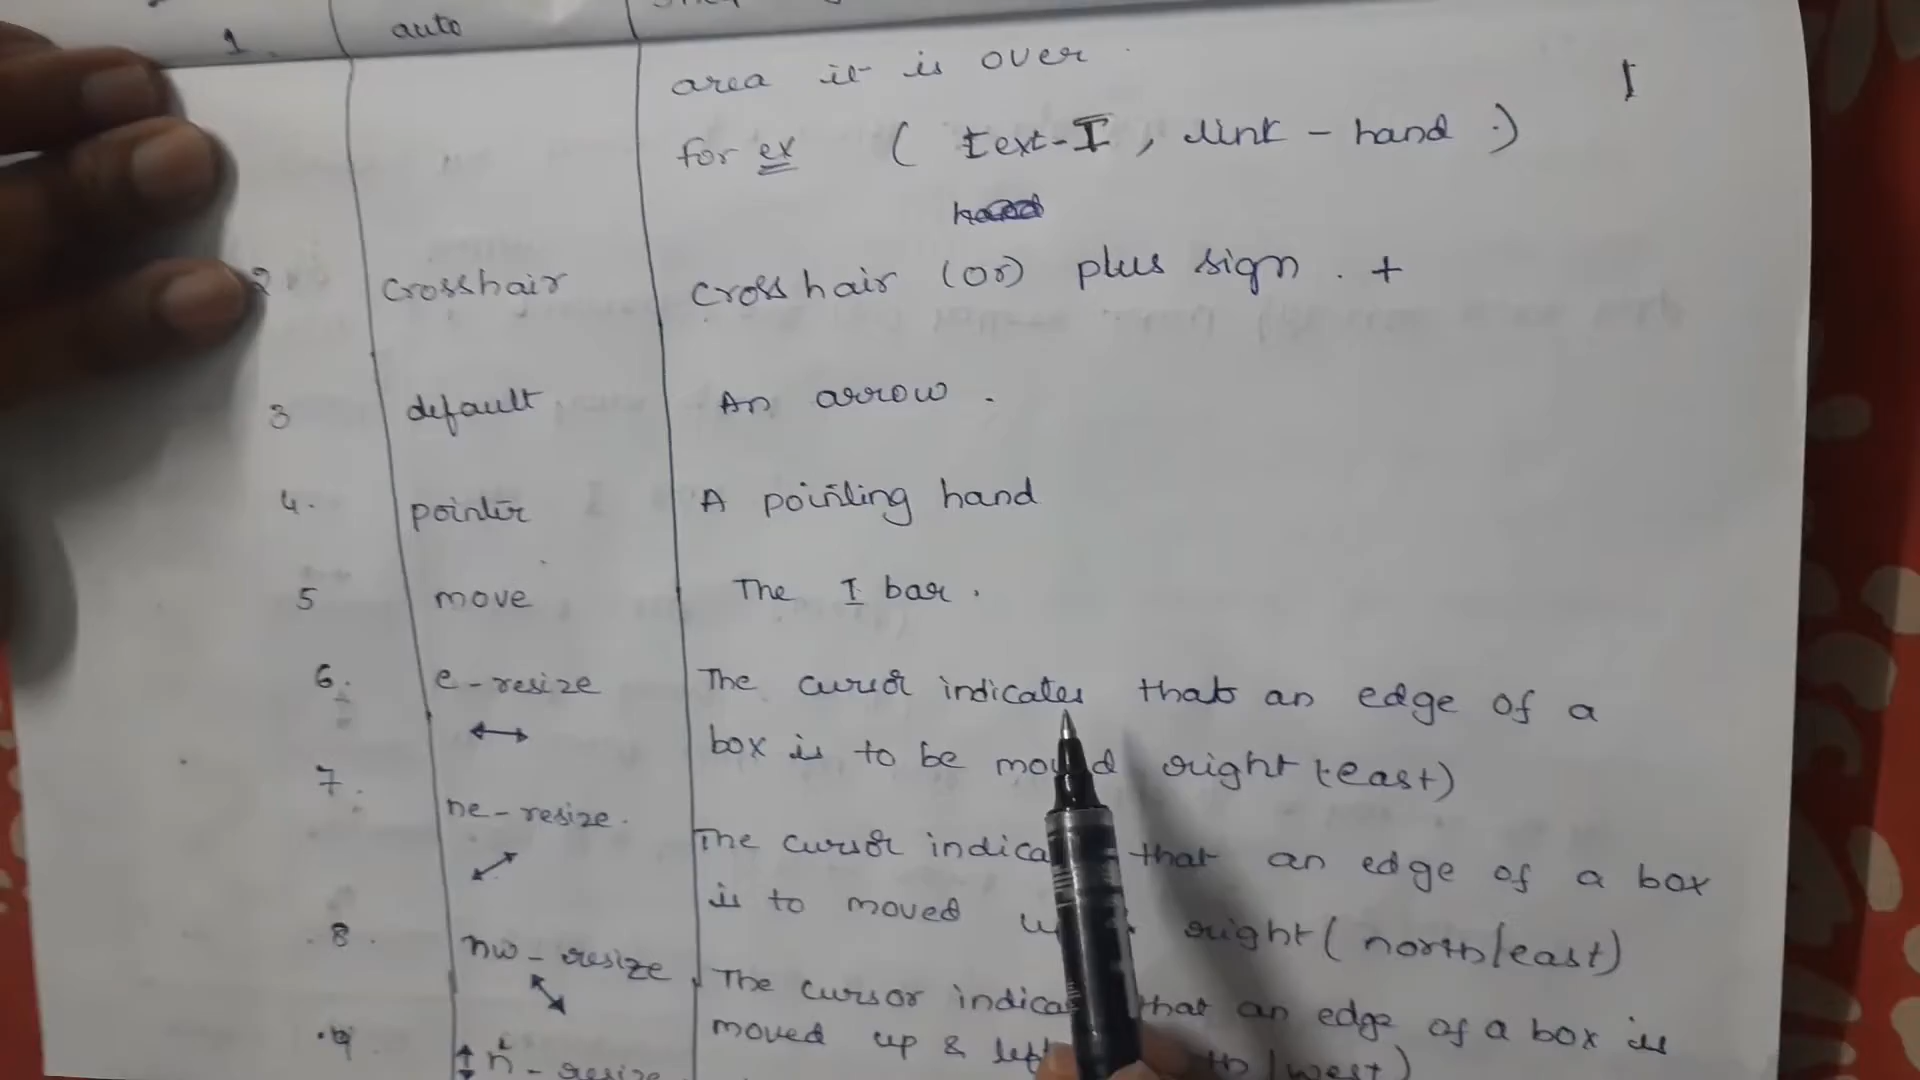 1. auto
area it is over.
for ex (text-I, link - hand.)
I
2 crosshair crosshair (or) plus sign. +
3 default An arrow.
4. pointer A pointing hand
5 move The I bar.
6. e-resize The cursor indicates that an edge of a
box is to be moved right (east)
7. ne-resize. The cursor that an edge of a box
is to moved right (north/east)
8. nw-resize The cursor that an edge of a box is
moved up & left west)
9 n-resize